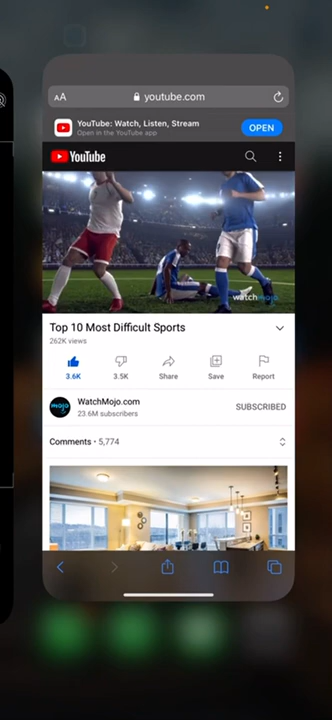 AA youtube.com
YouTube: Watch, Listen, Stream
Open in the YouTube app
OPEN
YouTube
watchmojo
Top 10 Most Difficult Sports
262K views
3.6K 3.5K Share Save Report
mojo
WatchMojo.com
23.6M subscribers
SUBSCRIBED
Comments • 5,774